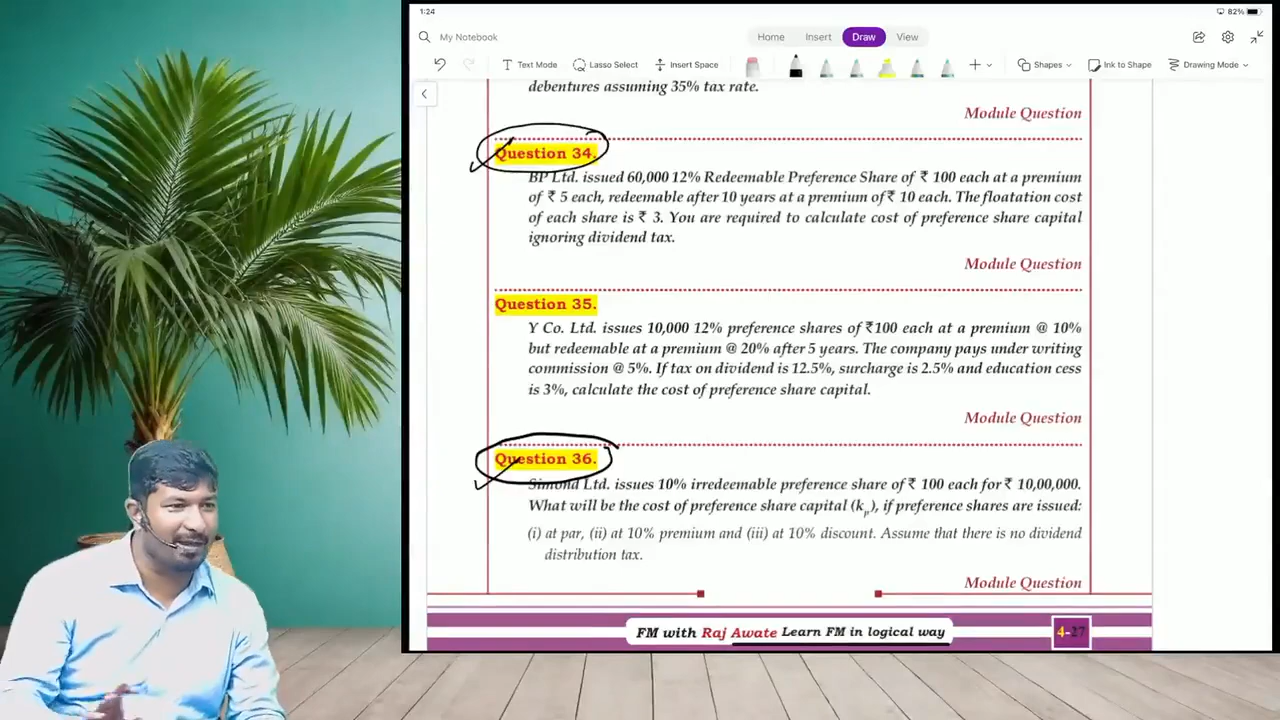 1:24
82%
My Notebook
Home Insert Draw View
Text Mode Lasso Select Insert Space Shapes Ink to Shape Drawing Mode
debentures assuming 35% tax rate.
Module Question
Question 34.
BP Ltd. issued 60,000 12% Redeemable Preference Share of ₹ 100 each at a premium
of ₹ 5 each, redeemable after 10 years at a premium of ₹ 10 each. The floatation cost
of each share is ₹ 3. You are required to calculate cost of preference share capital
ignoring dividend tax.
Module Question
Question 35.
Y Co. Ltd. issues 10,000 12% preference shares of ₹100 each at a premium @ 10%
but redeemable at a premium @ 20% after 5 years. The company pays under writing
commission @ 5%. If tax on dividend is 12.5%, surcharge is 2.5% and education cess
is 3%, calculate the cost of preference share capital.
Module Question
Question 36.
Simond Ltd. issues 10% irredeemable preference share of ₹ 100 each for ₹ 10,00,000.
What will be the cost of preference share capital (kp), if preference shares are issued:
(i) at par, (ii) at 10% premium and (iii) at 10% discount. Assume that there is no dividend
distribution tax.
Module Question
FM with Raj Awate Learn FM in logical way
4-27